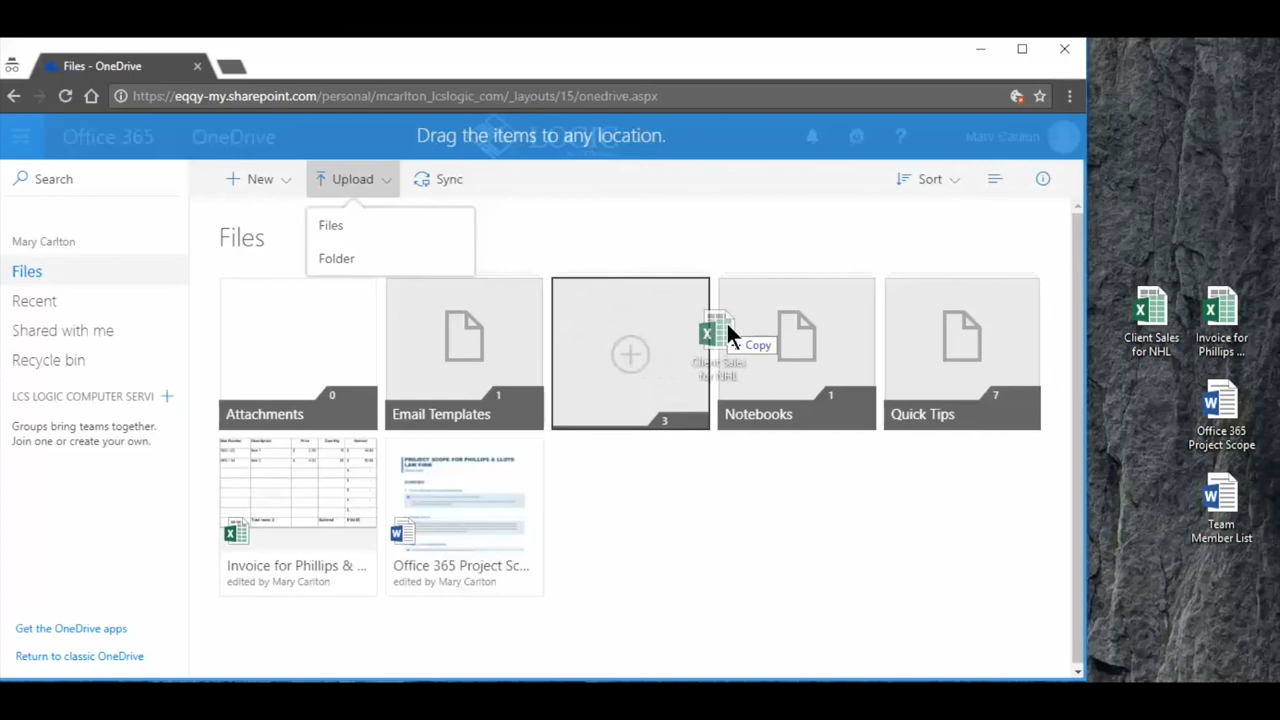 Files - OneDrive
https://eqqy-my.sharepoint.com/personal/mcarlton_lcslogic_com/_layouts/15/onedrive.aspx
Office 365
OneDrive
Drag the items to any location.
Mary Carlton
Search
New
Upload
Sync
Sort
Files
Folder
Mary Carlton
Files
Recent
Shared with me
Recycle bin
LCS LOGIC COMPUTER SERVI
Groups bring teams together.
Join one or create your own.
Get the OneDrive apps
Return to classic OneDrive
Files
0
Attachments
1
Email Templates
3
1
Notebooks
7
Quick Tips
Client Sales
for NHL
Copy
PROJECT SCOPE FOR PHILLIPS & LLOYD
LAW FIRM
Invoice for Phillips & ...
edited by Mary Carlton
Office 365 Project Sc...
edited by Mary Carlton
Client Sales
for NHL
Invoice for
Phillips ...
Office 365
Project Scope
Team
Member List